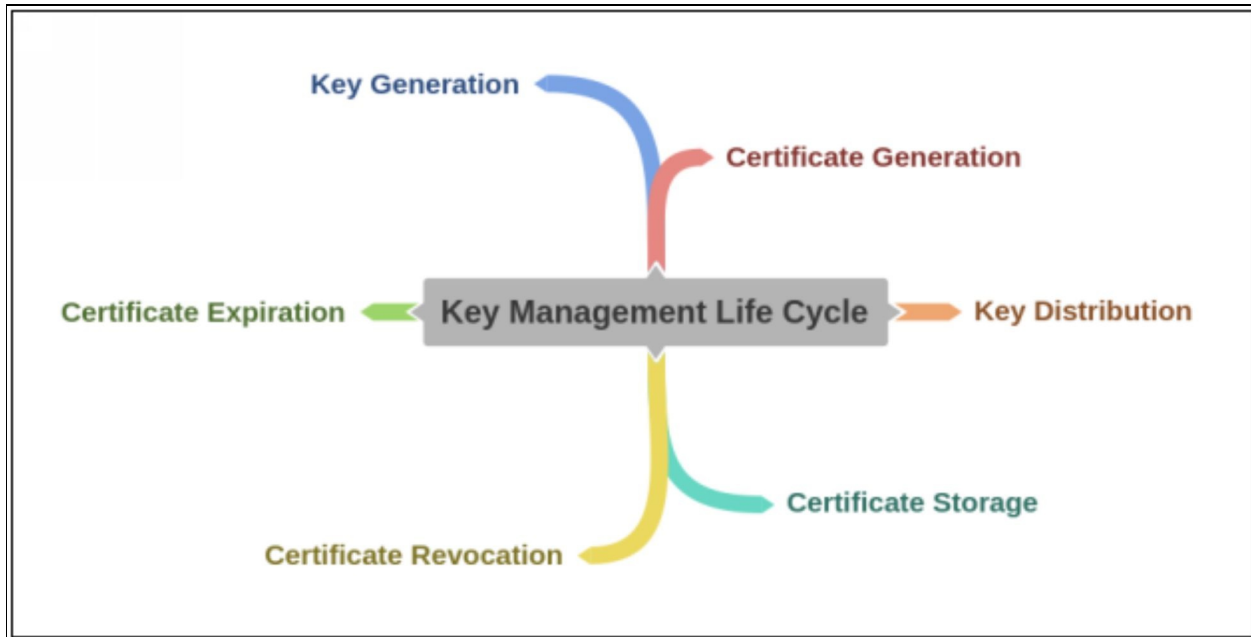 Key Generation
Certificate Generation
Certificate Expiration
Key Management Life Cycle
Key Distribution
Certificate Storage
Certificate Revocation